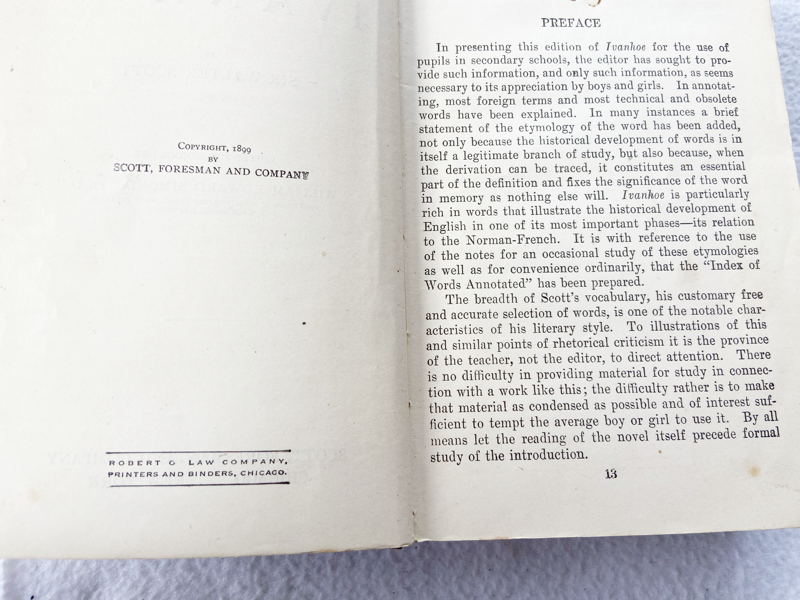 COPYRIGHT, 1899
BY
SCOTT, FORESMAN AND COMPANY
ROBERT O. LAW COMPANY,
PRINTERS AND BINDERS, CHICAGO.
PREFACE
In presenting this edition of Ivanhoe for the use of
pupils in secondary schools, the editor has sought to pro-
vide such information, and only such information, as seems
necessary to its appreciation by boys and girls. In annotat-
ing, most foreign terms and most technical and obsolete
words have been explained. In many instances a brief
statement of the etymology of the word has been added,
not only because the historical development of words is in
itself a legitimate branch of study, but also because, when
the derivation can be traced, it constitutes an essential
part of the definition and fixes the significance of the word
in memory as nothing else will. Ivanhoe is particularly
rich in words that illustrate the historical development of
English in one of its most important phases—its relation
to the Norman-French. It is with reference to the use
of the notes for an occasional study of these etymologies
as well as for convenience ordinarily, that the “Index of
Words Annotated” has been prepared.
The breadth of Scott’s vocabulary, his customary free
and accurate selection of words, is one of the notable char-
acteristics of his literary style. To illustrations of this
and similar points of rhetorical criticism it is the province
of the teacher, not the editor, to direct attention. There
is no difficulty in providing material for study in connec-
tion with a work like this; the difficulty rather is to make
that material as condensed as possible and of interest suf-
ficient to tempt the average boy or girl to use it. By all
means let the reading of the novel itself precede formal
study of the introduction.
13